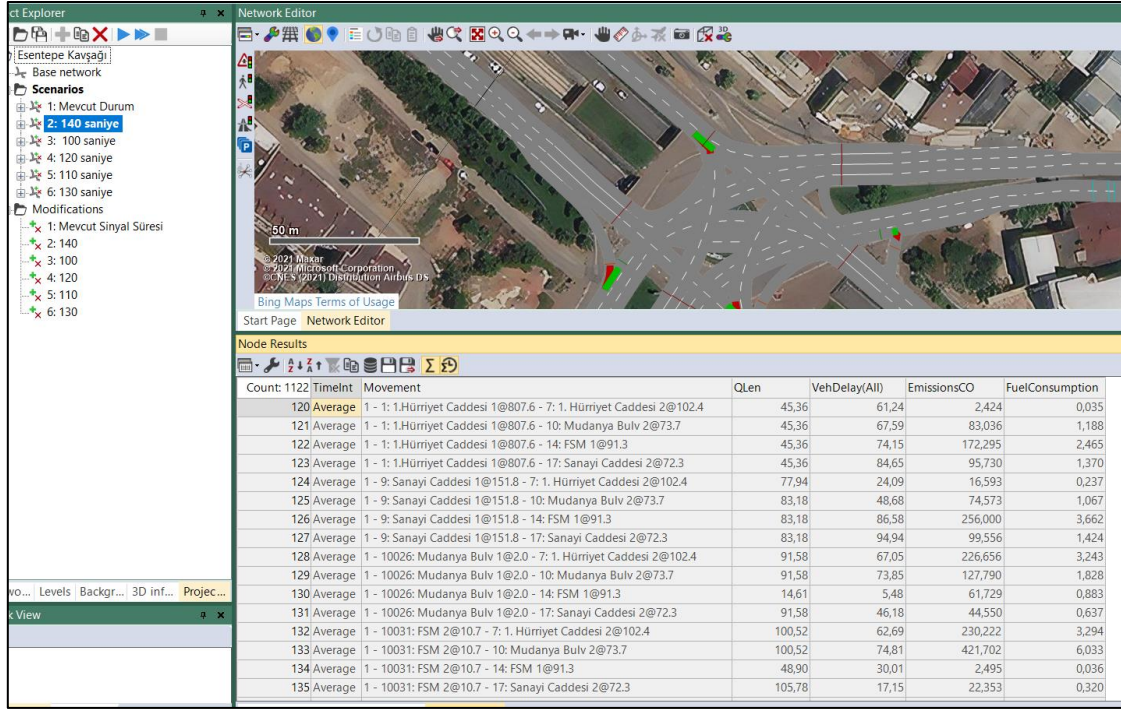 ct Explorer
Esentepe Kavşağı
Base network
Scenarios
1: Mevcut Durum
2: 140 saniye
3: 100 saniye
4: 120 saniye
5: 110 saniye
6: 130 saniye
Modifications
1: Mevcut Sinyal Süresi
2: 140
3: 100
4: 120
5: 110
6: 130
wo... Levels Backgr... 3D inf... Projec...
k View
Network Editor
50 m
© 2021 Maxar
© 2021 Microsoft Corporation
©CNES (2021) Distribution Airbus DS
Bing Maps Terms of Usage
Start Page Network Editor
Node Results
Count: 1122 TimeInt Movement QLen VehDelay(All) EmissionsCO FuelConsumption
120 Average 1 - 1: 1.Hürriyet Caddesi 1@807.6 - 7: 1. Hürriyet Caddesi 2@102.4 45,36 61,24 2,424 0,035
121 Average 1 - 1: 1.Hürriyet Caddesi 1@807.6 - 10: Mudanya Bulv 2@73.7 45,36 67,59 83,036 1,188
122 Average 1 - 1: 1.Hürriyet Caddesi 1@807.6 - 14: FSM 1@91.3 45,36 74,15 172,295 2,465
123 Average 1 - 1: 1.Hürriyet Caddesi 1@807.6 - 17: Sanayi Caddesi 2@72.3 45,36 84,65 95,730 1,370
124 Average 1 - 9: Sanayi Caddesi 1@151.8 - 7: 1. Hürriyet Caddesi 2@102.4 77,94 24,09 16,593 0,237
125 Average 1 - 9: Sanayi Caddesi 1@151.8 - 10: Mudanya Bulv 2@73.7 83,18 48,68 74,573 1,067
126 Average 1 - 9: Sanayi Caddesi 1@151.8 - 14: FSM 1@91.3 83,18 86,58 256,000 3,662
127 Average 1 - 9: Sanayi Caddesi 1@151.8 - 17: Sanayi Caddesi 2@72.3 83,18 94,94 99,556 1,424
128 Average 1 - 10026: Mudanya Bulv 1@2.0 - 7: 1. Hürriyet Caddesi 2@102.4 91,58 67,05 226,656 3,243
129 Average 1 - 10026: Mudanya Bulv 1@2.0 - 10: Mudanya Bulv 2@73.7 91,58 73,85 127,790 1,828
130 Average 1 - 10026: Mudanya Bulv 1@2.0 - 14: FSM 1@91.3 14,61 5,48 61,729 0,883
131 Average 1 - 10026: Mudanya Bulv 1@2.0 - 17: Sanayi Caddesi 2@72.3 91,58 46,18 44,550 0,637
132 Average 1 - 10031: FSM 2@10.7 - 7: 1. Hürriyet Caddesi 2@102.4 100,52 62,69 230,222 3,294
133 Average 1 - 10031: FSM 2@10.7 - 10: Mudanya Bulv 2@73.7 100,52 74,81 421,702 6,033
134 Average 1 - 10031: FSM 2@10.7 - 14: FSM 1@91.3 48,90 30,01 2,495 0,036
135 Average 1 - 10031: FSM 2@10.7 - 17: Sanayi Caddesi 2@72.3 105,78 17,15 22,353 0,320